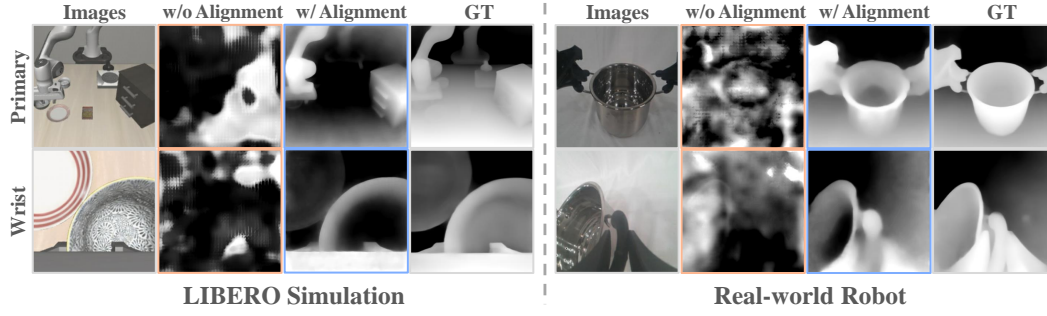 Images w/o Alignment w/ Alignment GT Images w/o Alignment w/ Alignment GT
Primary
Wrist
LIBERO Simulation Real-world Robot